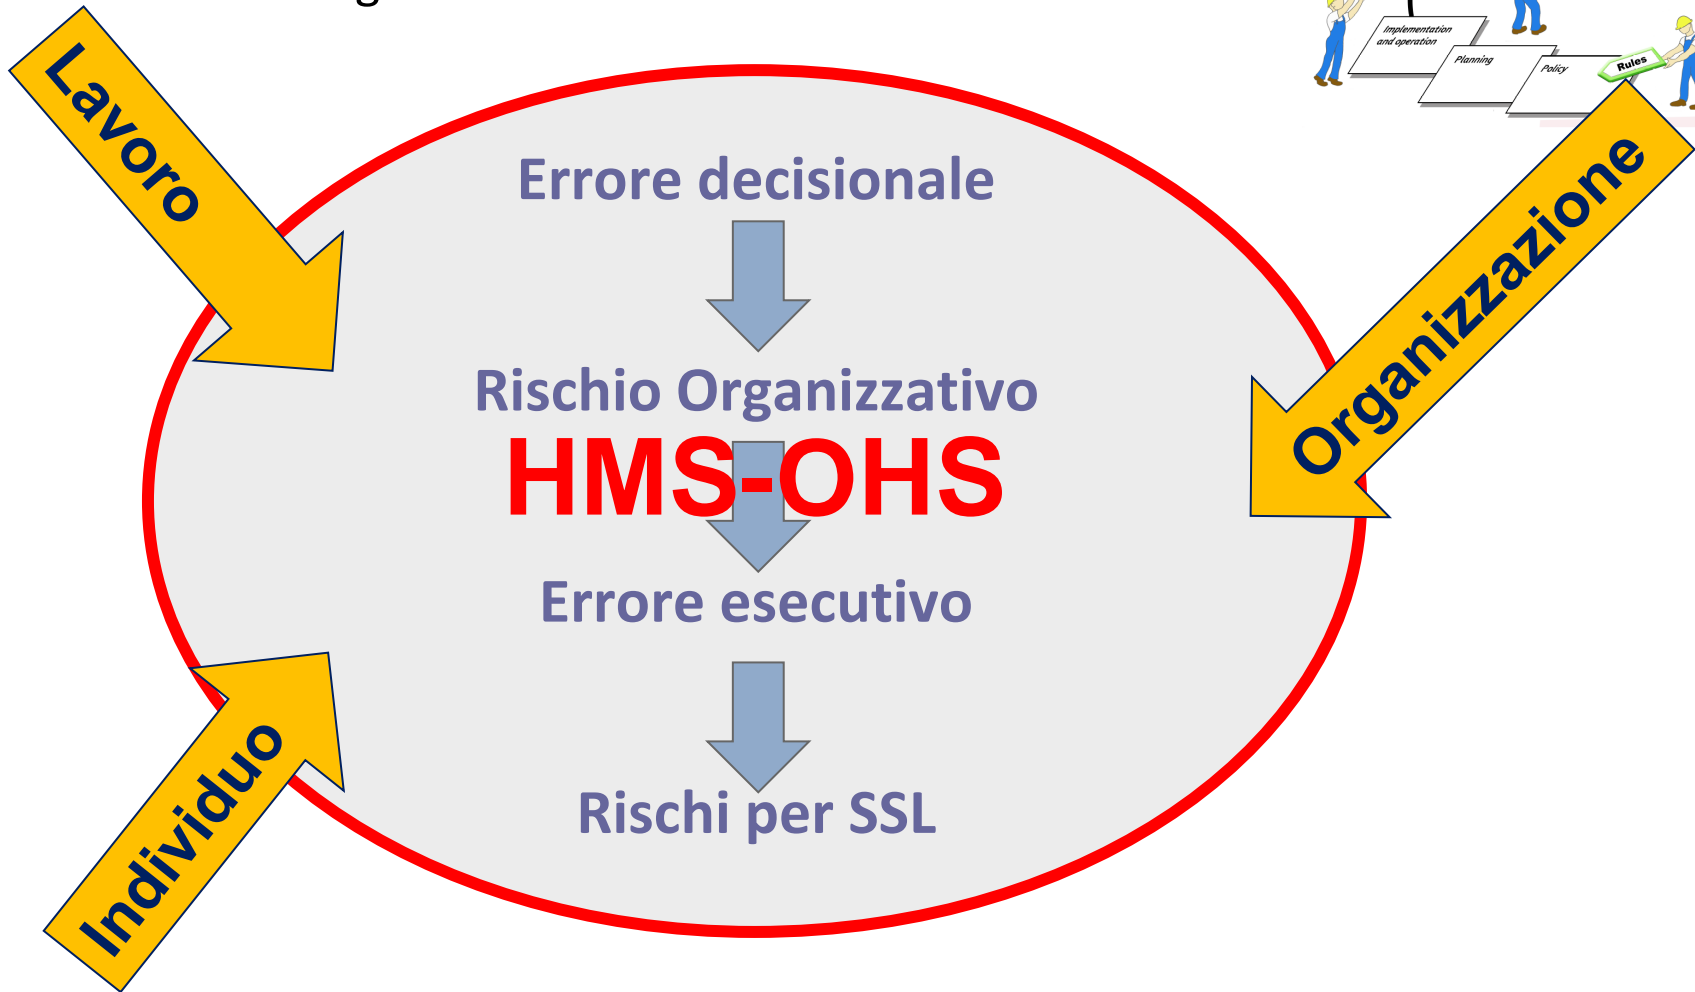 Implementation
and operation
Planning
Policy
Rules
Lavoro
Organizzazione
Errore decisionale
Rischio Organizzativo
HMS-OHS
Errore esecutivo
Individuo
Rischi per SSL